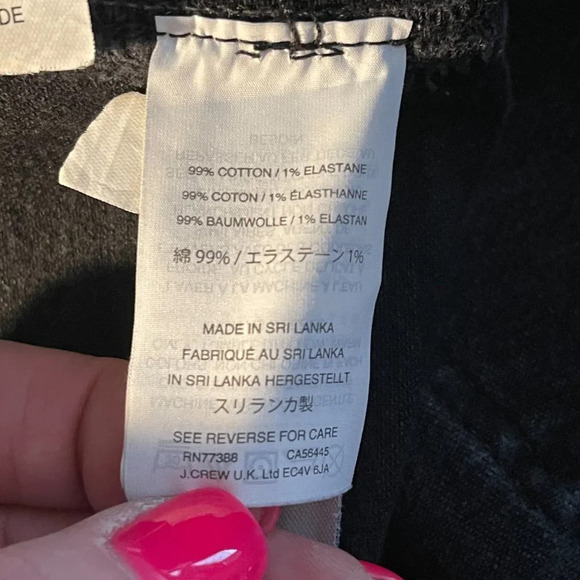 DE
99% COTTON / 1% ELASTANE
99% COTON / 1% ÉLASTHANNE
99% BAUMWOLLE / 1% ELASTAN
綿 99% / エラステーン 1%
MADE IN SRI LANKA
FABRIQUÉ AU SRI LANKA
IN SRI LANKA HERGESTELLT
スリランカ製
SEE REVERSE FOR CARE
RN77388 CA56445
J.CREW U.K. Ltd EC4V 6JA